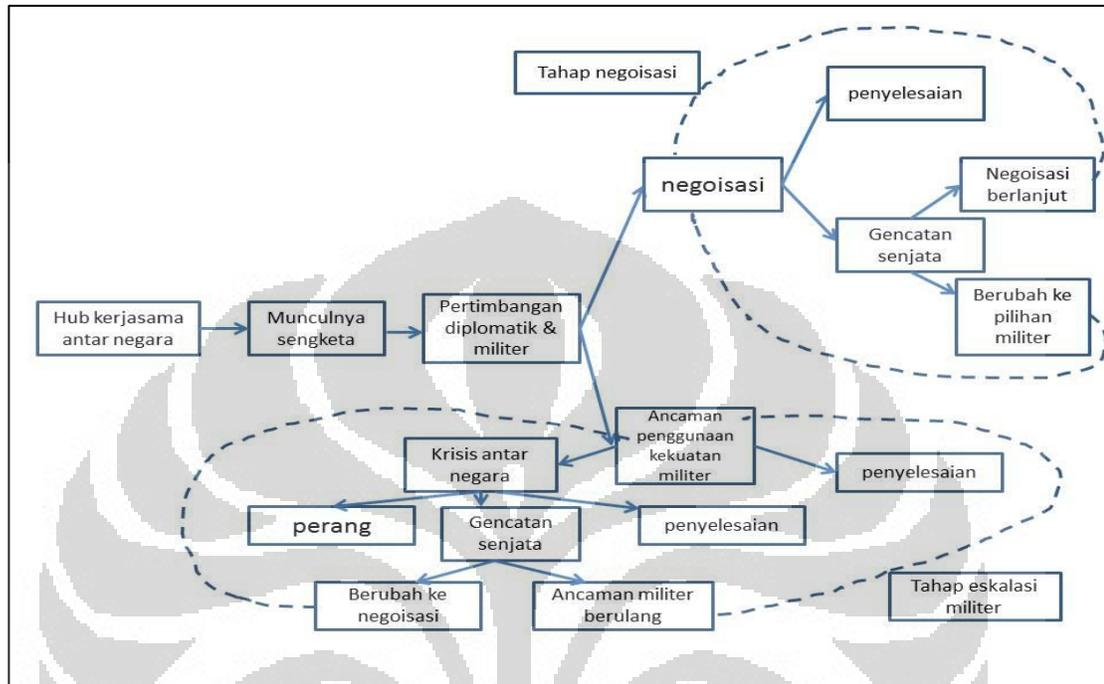 Tahap negoisasi
penyelesaian
negoisasi
Negoisasi
berlanjut
Gencatan
senjata
Berubah ke
pilihan
militer
Hub kerjasama
antar negara
Munculnya
sengketa
Pertimbangan
diplomatik &
militer
Ancaman
penggunaan
kekuatan
militer
Krisis antar
negara
penyelesaian
perang
Gencatan
senjata
penyelesaian
Berubah ke
negoisasi
Ancaman militer
berulang
Tahap eskalasi
militer